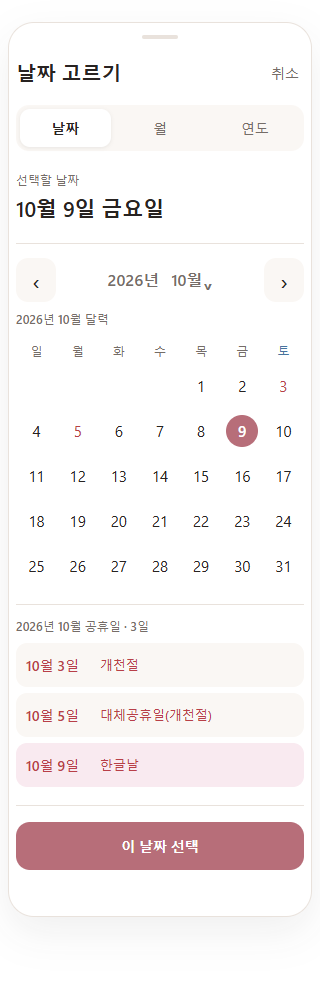 날짜 고르기 취소
날짜 월 연도
선택할 날짜
10월 9일 금요일
‹ 2026년 10월 ›
2026년 10월 달력
일 월 화 수 목 금 토
1 2 3
4 5 6 7 8 9 10
11 12 13 14 15 16 17
18 19 20 21 22 23 24
25 26 27 28 29 30 31
2026년 10월 공휴일 · 3일
10월 3일 개천절
10월 5일 대체공휴일(개천절)
10월 9일 한글날
이 날짜 선택